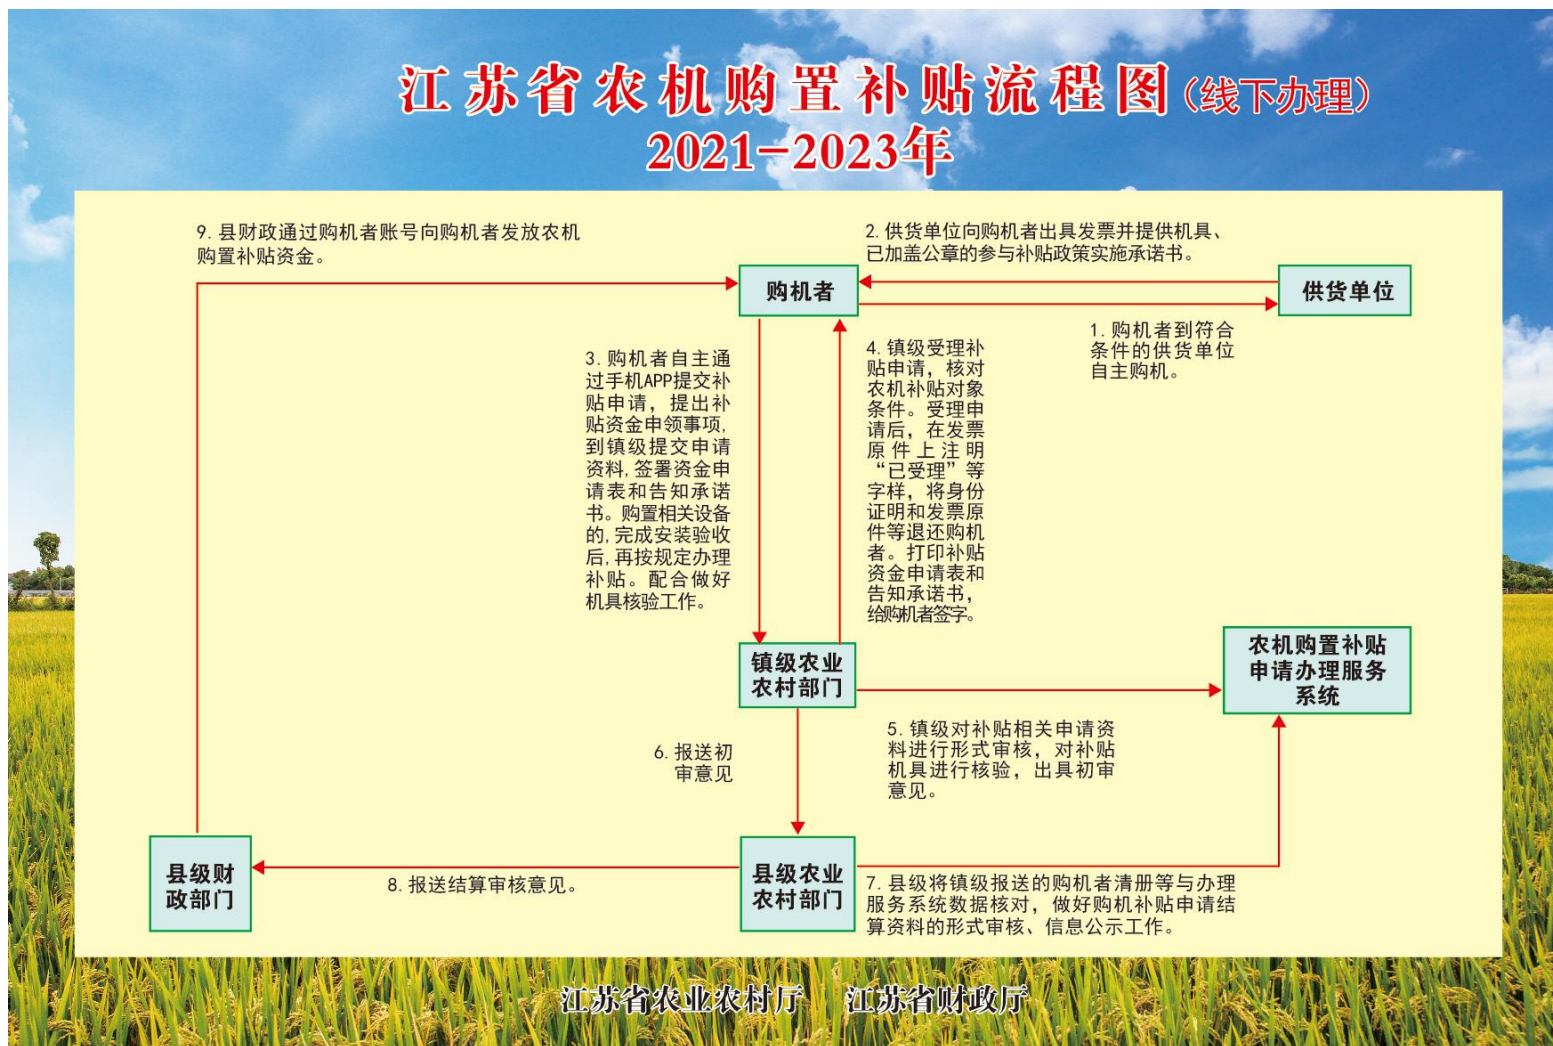 江苏省农机购置补贴流程图(线下办理)
2021-2023年
9.县财政通过购机者账号向购机者发放农机
购置补贴资金。
2.供货单位向购机者出具发票并提供机具、
已加盖公章的参与补贴政策实施承诺书。
购机者
供货单位
1.购机者到符合
条件的供货单位
自主购机。
3.购机者自主通
过手机APP提交补
贴申请，提出补
贴资金申领事项,
到镇级提交申请
资料,签署资金申
请表和告知承诺
书。购置相关设备
的,完成安装验收
后,再按规定办理
补贴。配合做好
机具核验工作。
4.镇级受理补
贴申请，核对
农机补贴对象
条件。受理申
请后，在发票
原件上注明
“已受理”等
字样，将身份
证明和发票原
件等退还购机
者。打印补贴
资金申请表和
告知承诺书，
给购机者签字。
镇级农业
农村部门
农机购置补贴
申请办理服务
系统
5.镇级对补贴相关申请资
料进行形式审核，对补贴
机具进行核验，出具初审
意见。
6.报送初
审意见
县级财
政部门
8.报送结算审核意见。
县级农业
农村部门
7.县级将镇级报送的购机者清册等与办理
服务系统数据核对，做好购机补贴申请结
算资料的形式审核、信息公示工作。
江苏省农业农村厅 江苏省财政厅